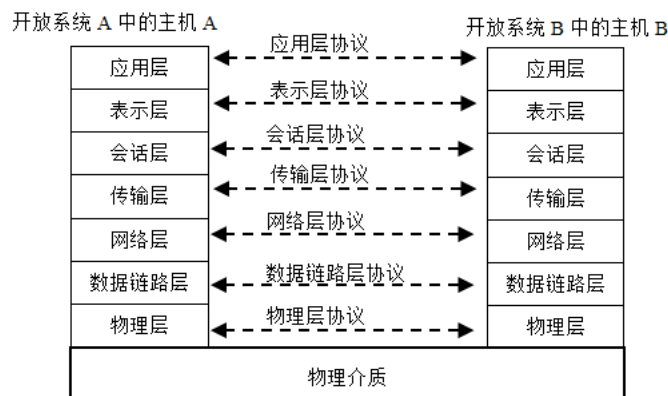 开放系统 A 中的主机 A
开放系统 B 中的主机 B
应用层
应用层协议
应用层
表示层
表示层协议
表示层
会话层
会话层协议
会话层
传输层
传输层协议
传输层
网络层
网络层协议
网络层
数据链路层
数据链路层协议
数据链路层
物理层
物理层协议
物理层
物理介质